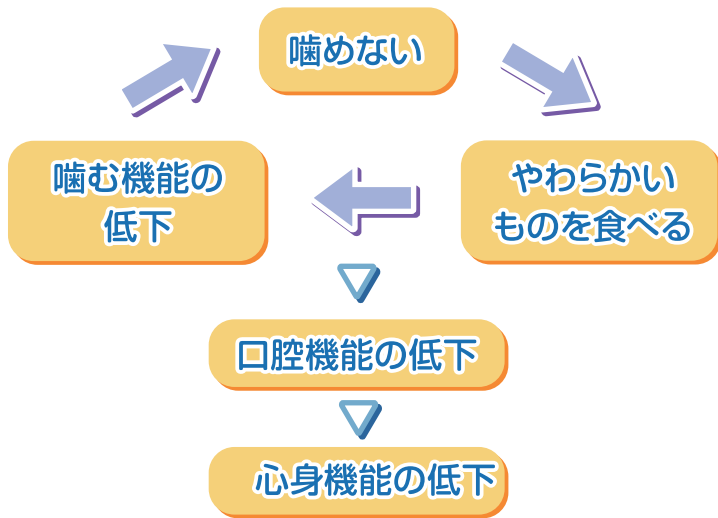 噛めない
やわらかい
ものを食べる
噛む機能の
低下
口腔機能の低下
心身機能の低下